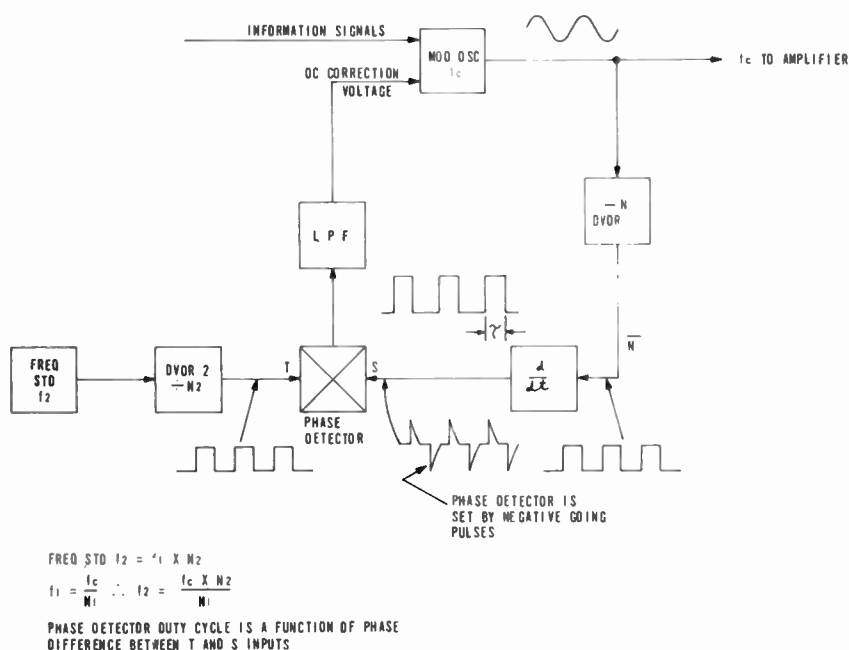 INFORMATION SIGNALS
MOD OSC
fc
fc TO AMPLIFIER
DC CORRECTION
VOLTAGE
— N
DVOR
L P F
τ
N
FREQ
STD
f2
DVOR 2
÷N2
T
S
d
dt
PHASE
DETECTOR
PHASE DETECTOR IS
SET BY NEGATIVE GOING
PULSES
FREQ STD f2 = f1 X N2
f1 = fc/N1 ∴ f2 = fc X N2/N1
PHASE DETECTOR DUTY CYCLE IS A FUNCTION OF PHASE
DIFFERENCE BETWEEN T AND S INPUTS